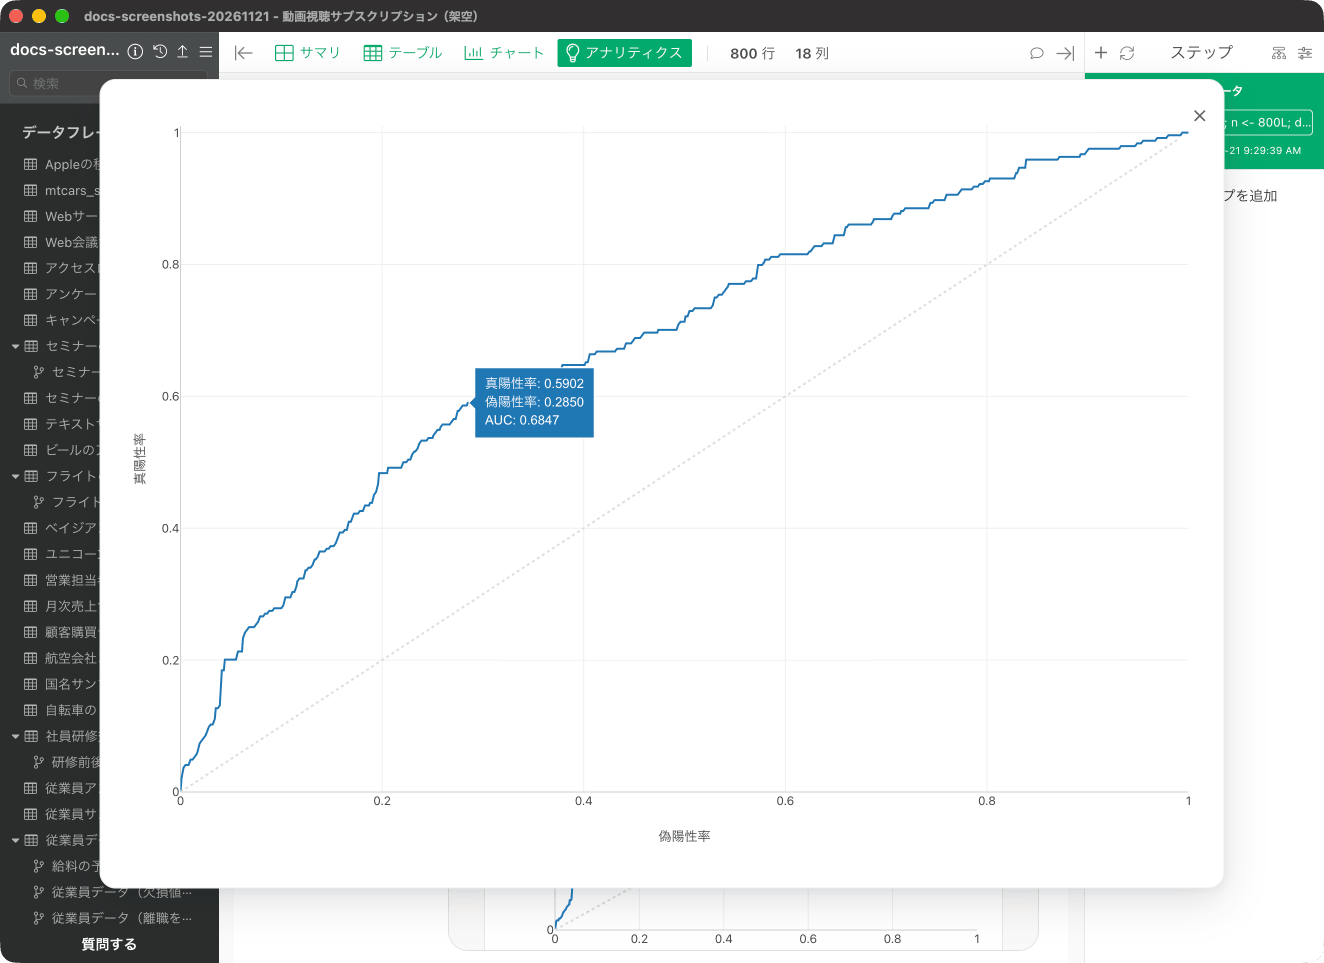 docs-screenshots-20261121 - 動画視聴サブスクリプション（架空）
docs-screen...
検索
サマリ
テーブル
チャート
アナリティクス
800 行
18 列
ステップ
データフレー
Appleの
mtcars_s
Webサー
Web会議
アクセス
アンケー
キャンペ
セミナー
セミナー
セミナー
テキスト
ビールの
フライト
フライト
ベイジア
ユニコー
営業担当
月次売上
顧客購買
航空会社
国名サン
自転車の
社員研修
研修前後
従業員ア
従業員サ
従業員デ
給料の予
従業員データ（欠損値…
従業員データ（離職を…
質問する
ータ
; n <- 800L; d...
-21 9:29:39 AM
プを追加
真陽性率
1
0.8
0.6
0.4
0.2
0
真陽性率: 0.5902
偽陽性率: 0.2850
AUC: 0.6847
0
0.2
0.4
0.6
0.8
1
偽陽性率
0
0
0.2
0.4
0.6
0.8
1